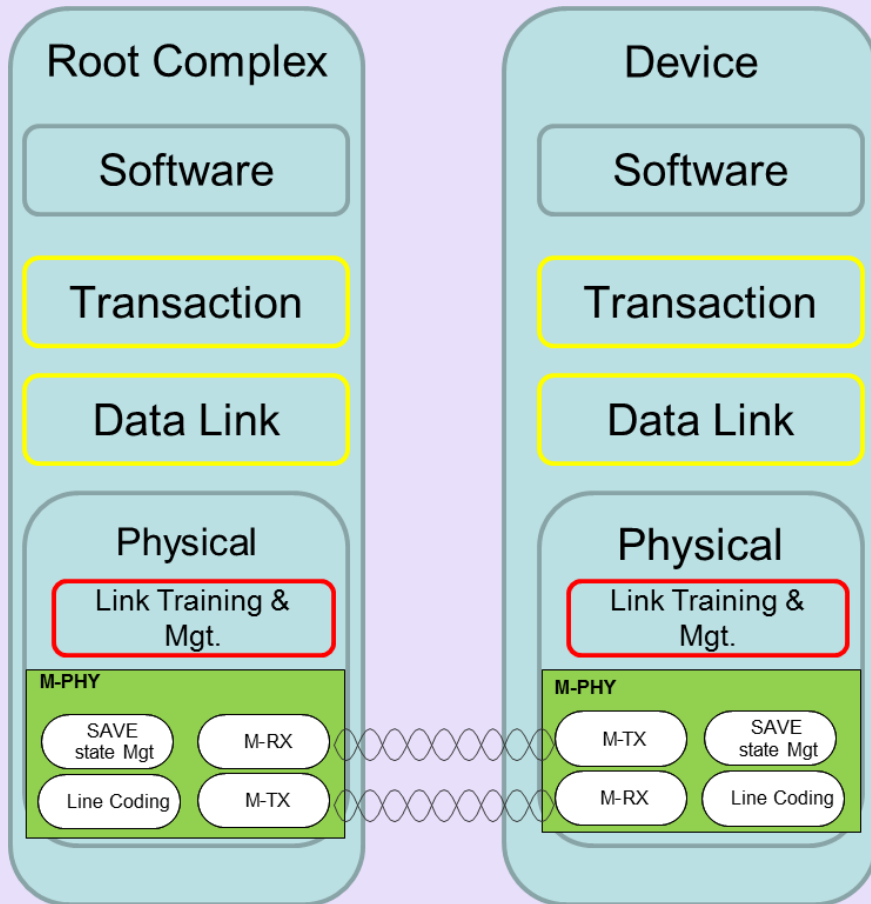 Root Complex
Software
Transaction
Data Link
Physical
Link Training &
Mgt.
M-PHY
SAVE
state Mgt
M-RX
Line Coding
M-TX
Device
Software
Transaction
Data Link
Physical
Link Training &
Mgt.
M-PHY
M-TX
SAVE
state Mgt
M-RX
Line Coding